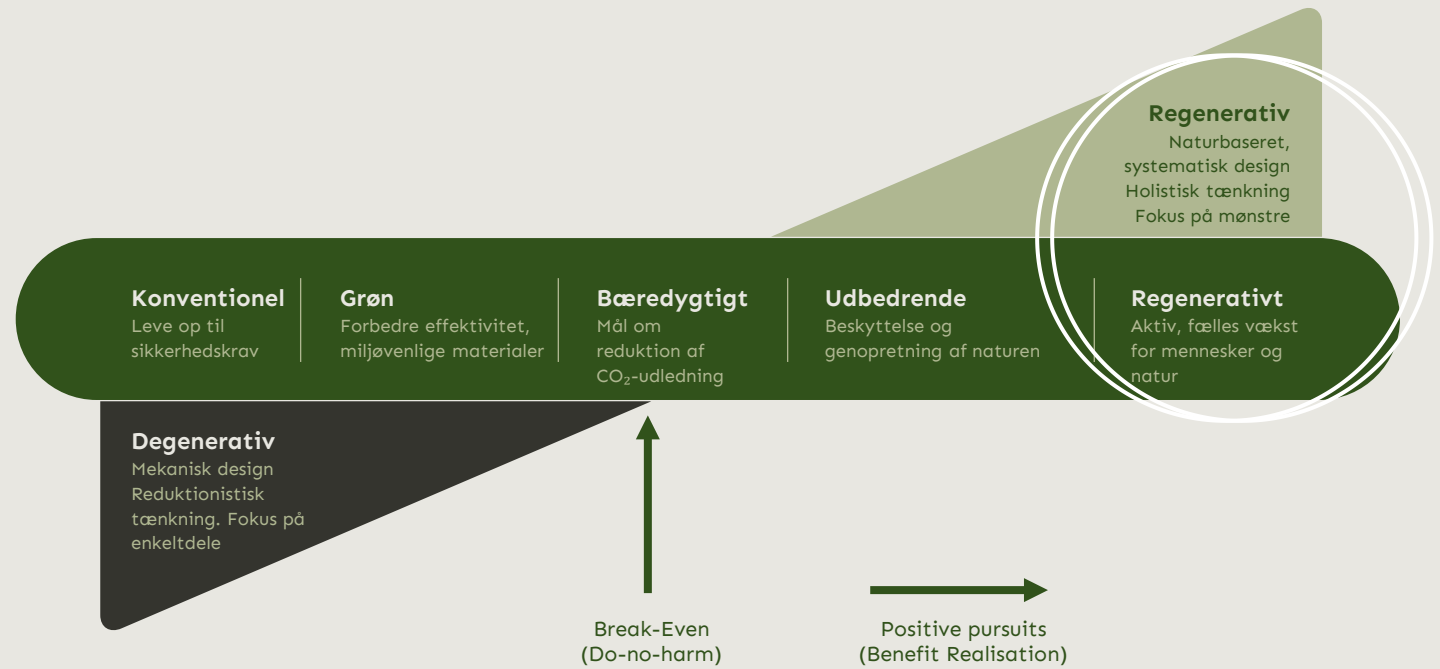 Regenerativ
Naturbaseret,
systematisk design
Holistisk tænkning
Fokus på mønstre
Konventionel
Leve op til
sikkerhedskrav
Grøn
Forbedre effektivitet,
miljøvenlige materialer
Bæredygtigt
Mål om
reduktion af
CO₂-udledning
Udbedrende
Beskyttelse og
genopretning af naturen
Regenerativt
Aktiv, fælles vækst
for mennesker og
natur
Degenerativ
Mekanisk design
Reduktionistisk
tænkning. Fokus på
enkeltdele
Break-Even
(Do-no-harm)
Positive pursuits
(Benefit Realisation)